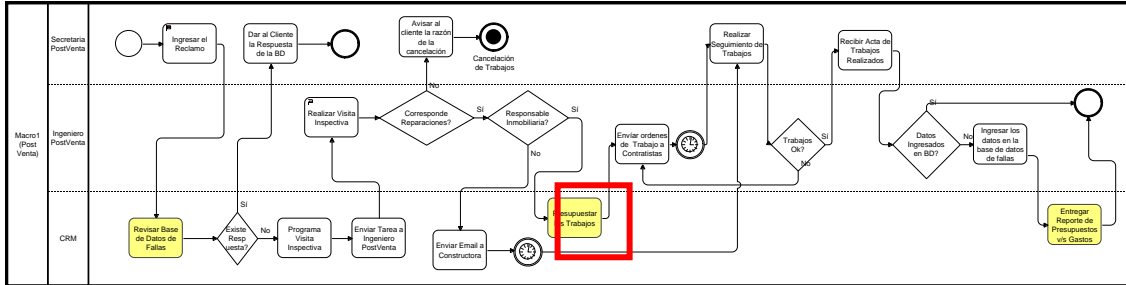 Macro1
(Post
Venta)
Secretaria
PostVenta
Ingeniero
PostVenta
CRM
Ingresar el
Reclamo
Dar al Cliente
la Respuesta
de la BD
Avisar al
cliente la razón
de la
cancelación
Cancelación
de Trabajos
Realizar
Seguimiento de
Trabajos
Recibir Acta de
Trabajos
Realizados
Realizar Visita
Inspectiva
No
Corresponde
Reparaciones?
Sí
Responsable
Inmobiliaria?
Sí
No
Envíar ordenes
de Trabajo a
Contratistas
Trabajos
Ok?
Sí
No
Datos
Ingresados
en BD?
Sí
No
Ingresar los
datos en la
base de datos
de fallas
Revisar Base
de Datos de
Fallas
Sí
Existe
Resp
uesta?
No
Programa
Visita
Inspectiva
Enviar Tarea a
Ingeniero
PostVenta
Enviar Email a
Constructora
Presupuestar
los Trabajos
Entregar
Reporte de
Presupuestos
v/s Gastos